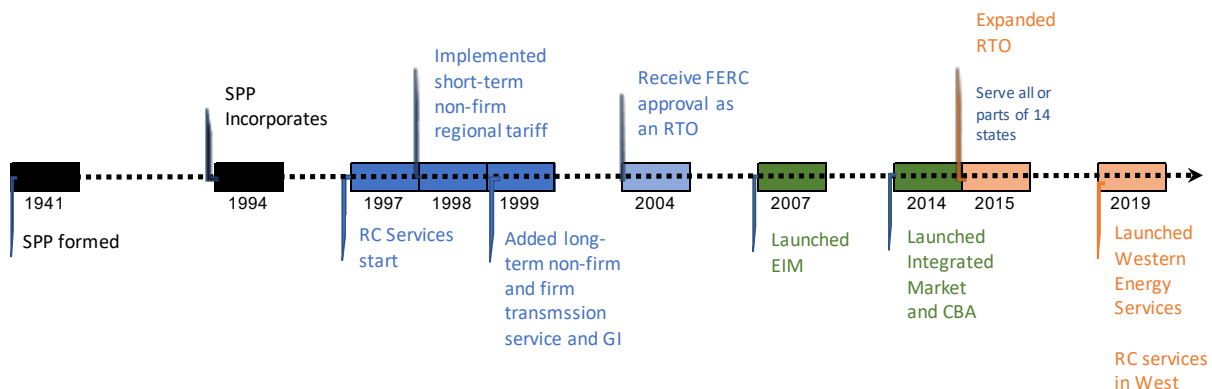 SPP
Incorporates
Implemented
short-term
non-firm
regional tariff
Receive FERC
approval as
an RTO
Expanded
RTO
Serve all or
parts of 14
states
1941
1994
1997
1998
1999
2004
2007
2014
2015
2019
SPP formed
RC Services
start
Added long-
term non-firm
and firm
transmssion
service and GI
Launched
EIM
Launched
Integrated
Market
and CBA
Launched
Western
Energy
Services
RC services
in West